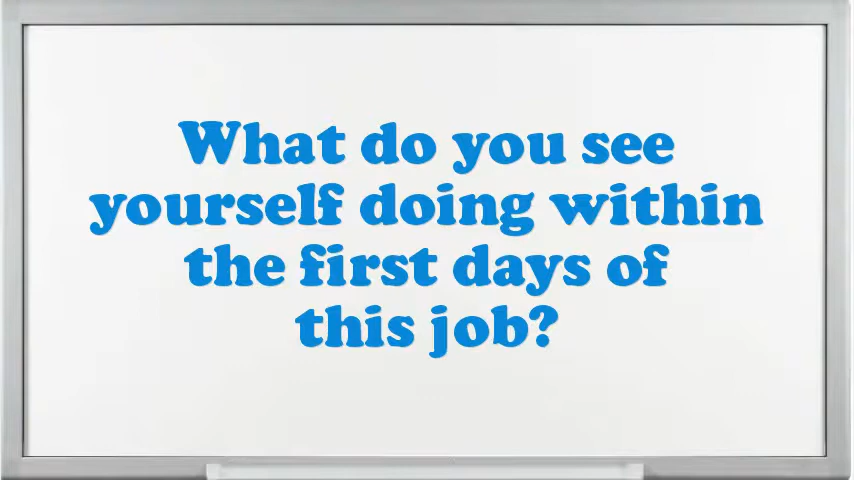 What do you see
yourself doing within
the first days of
this job?